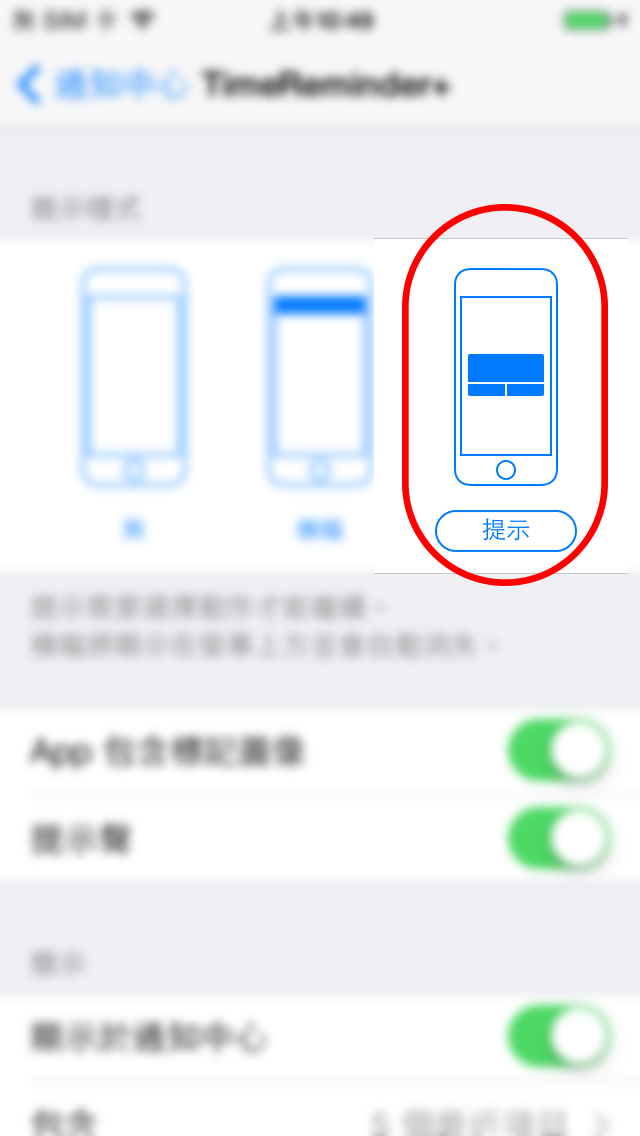 無 SIM 卡
上午10:49
通知中心 TimeReminder+
提示樣式
無
橫幅
提示
提示需要選擇動作才能繼續。
橫幅將顯示在螢幕上方並會自動消失。
App 包含標記圖像
提示聲
提示
顯示於通知中心
包含 5 個最近項目